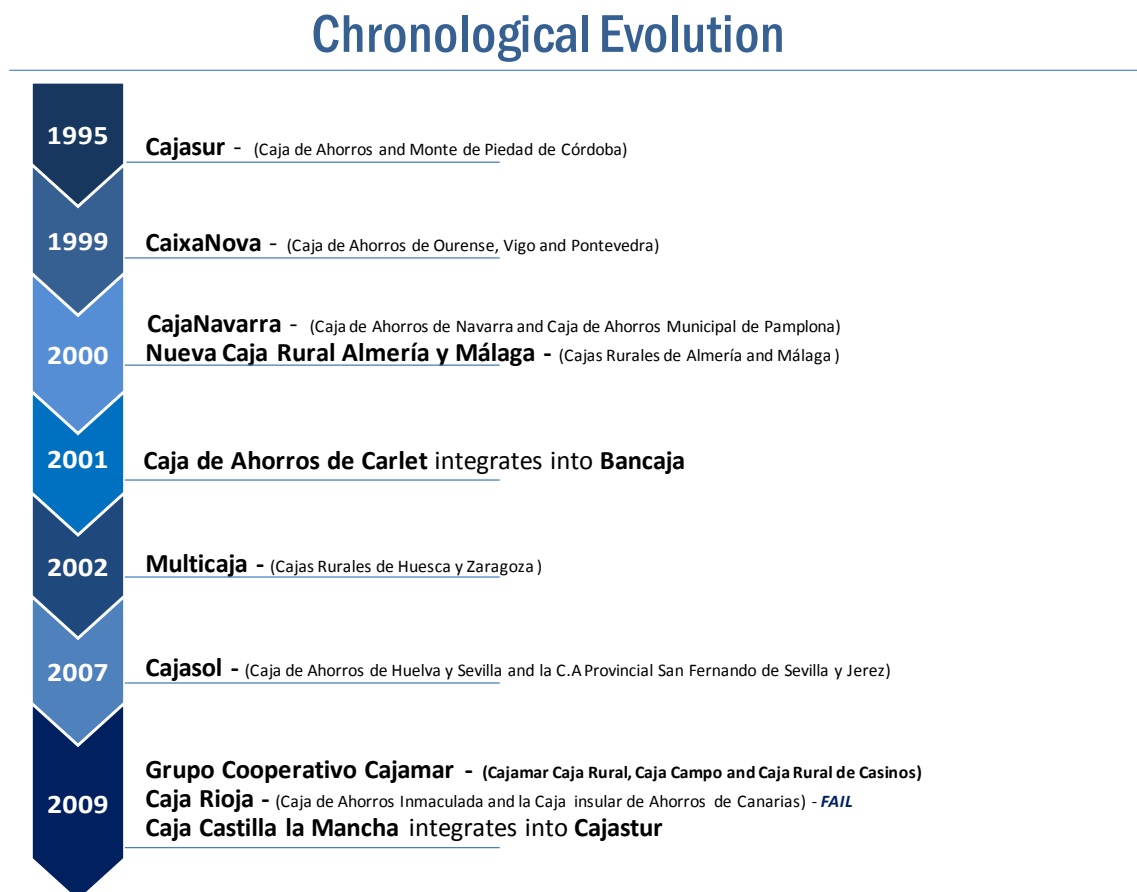 Chronological Evolution
1995
Cajasur - (Caja de Ahorros and Monte de Piedad de Córdoba)
1999
CaixaNova - (Caja de Ahorros de Ourense, Vigo and Pontevedra)
2000
CajaNavarra - (Caja de Ahorros de Navarra and Caja de Ahorros Municipal de Pamplona)
Nueva Caja Rural Almería y Málaga - (Cajas Rurales de Almería and Málaga )
2001
Caja de Ahorros de Carlet integrates into Bancaja
2002
Multicaja - (Cajas Rurales de Huesca y Zaragoza )
2007
Cajasol - (Caja de Ahorros de Huelva y Sevilla and la C.A Provincial San Fernando de Sevilla y Jerez)
2009
Grupo Cooperativo Cajamar - (Cajamar Caja Rural, Caja Campo and Caja Rural de Casinos)
Caja Rioja - (Caja de Ahorros Inmaculada and la Caja insular de Ahorros de Canarias) - FAIL
Caja Castilla la Mancha integrates into Cajastur